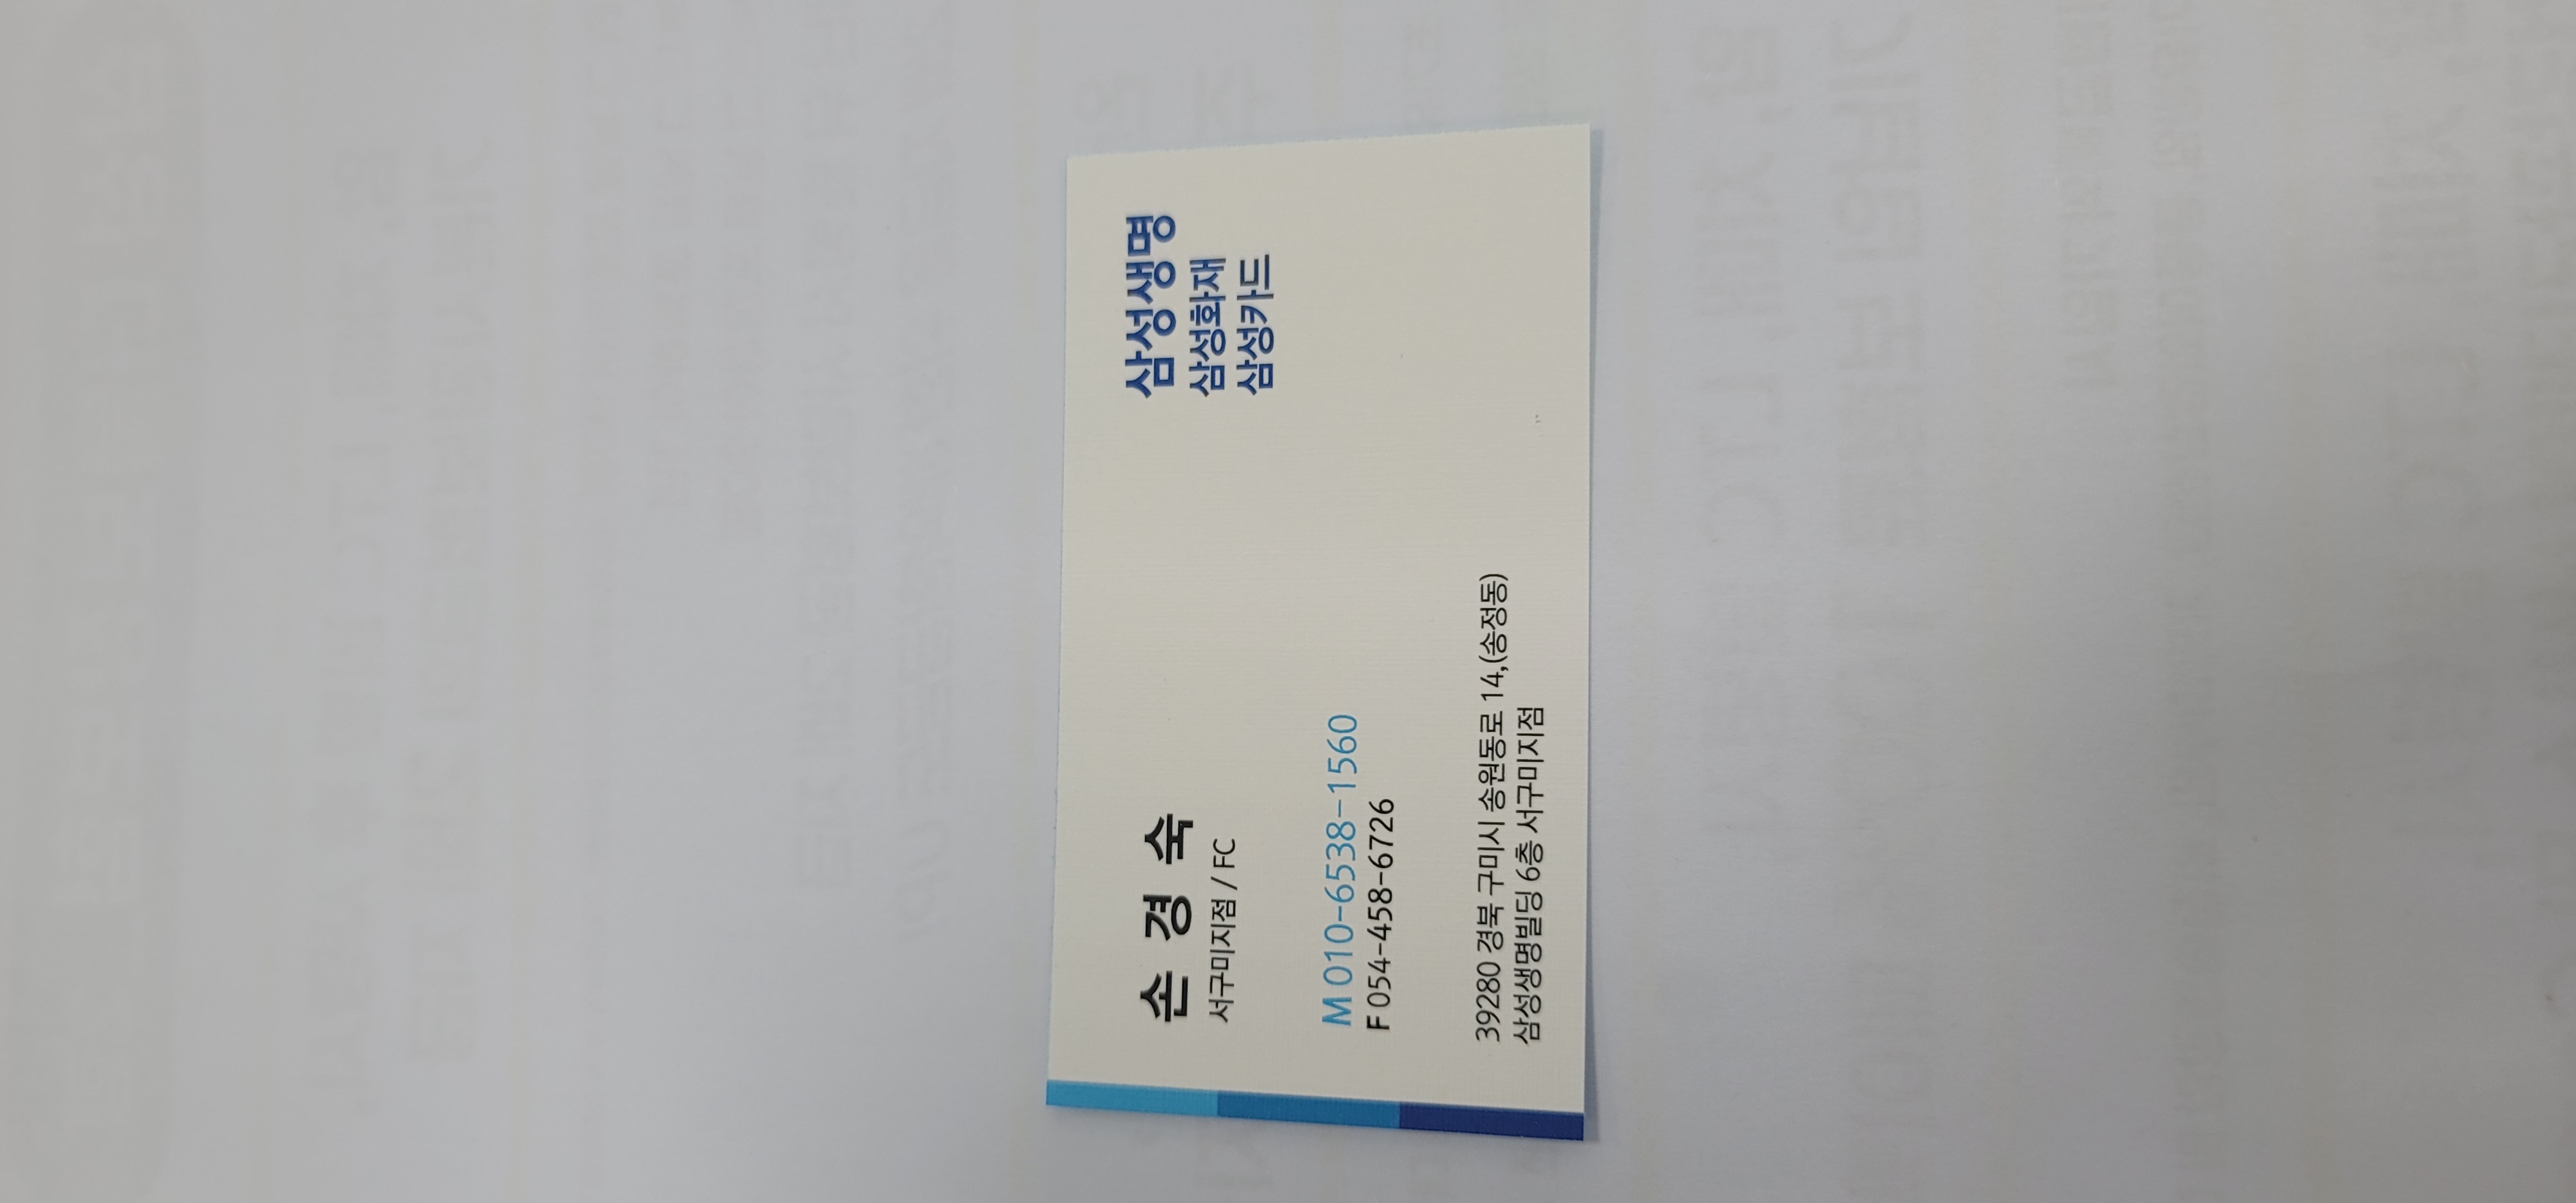 삼성생명
삼성화재
삼성카드
손 경 숙
서구미지점 / FC
M 010-6538-1560
F 054-458-6726
39280 경북 구미시 송원동로 14,(송정동)
삼성생명빌딩 6층 서구미지점